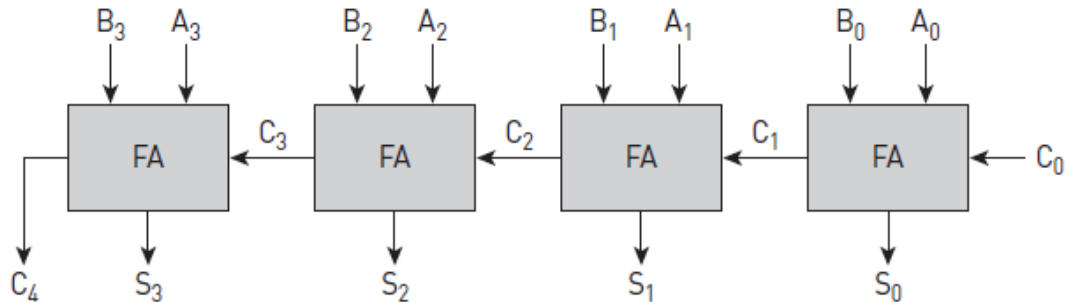 B₃ A₃ B₂ A₂ B₁ A₁ B₀ A₀
FA C₃ FA C₂ FA C₁ FA C₀
C₄ S₃ S₂ S₁ S₀